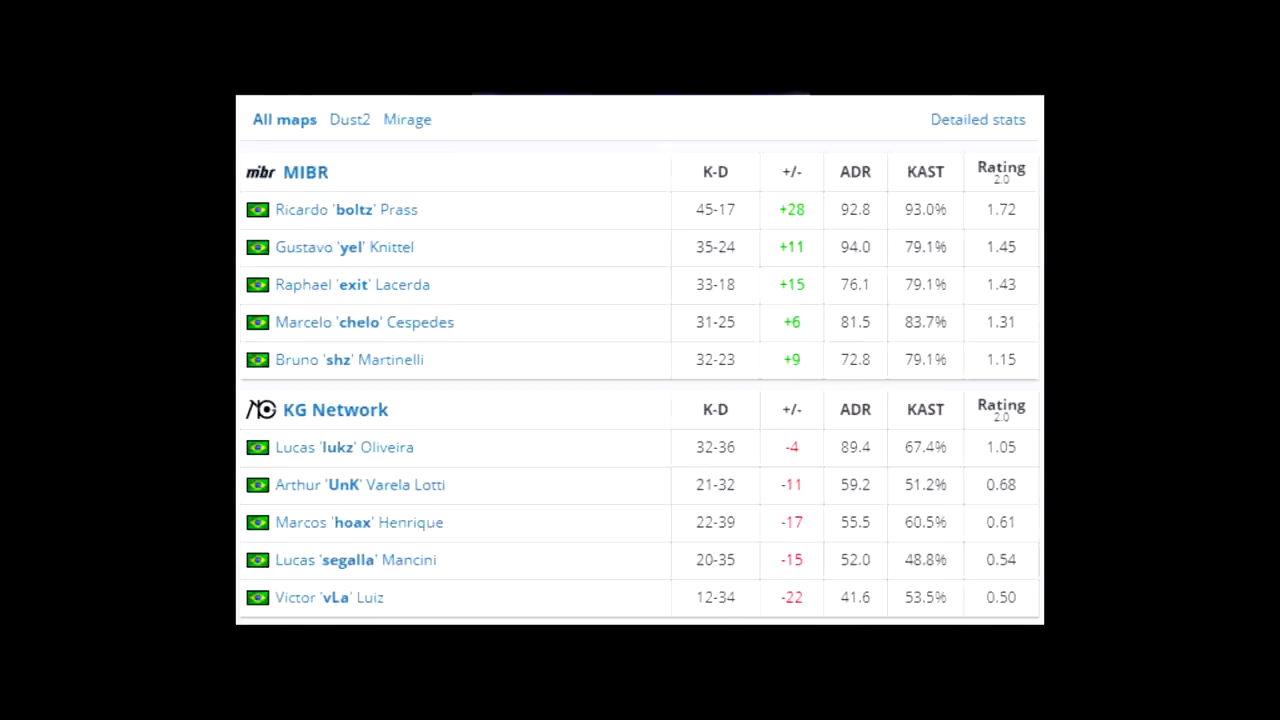 All maps Dust2 Mirage Detailed stats
mibr MIBR K-D +/- ADR KAST Rating 2.0
Ricardo 'boltz' Prass 45-17 +28 92.8 93.0% 1.72
Gustavo 'yel' Knittel 35-24 +11 94.0 79.1% 1.45
Raphael 'exit' Lacerda 33-18 +15 76.1 79.1% 1.43
Marcelo 'chelo' Cespedes 31-25 +6 81.5 83.7% 1.31
Bruno 'shz' Martinelli 32-23 +9 72.8 79.1% 1.15
KG Network K-D +/- ADR KAST Rating 2.0
Lucas 'lukz' Oliveira 32-36 -4 89.4 67.4% 1.05
Arthur 'UnK' Varela Lotti 21-32 -11 59.2 51.2% 0.68
Marcos 'hoax' Henrique 22-39 -17 55.5 60.5% 0.61
Lucas 'segalla' Mancini 20-35 -15 52.0 48.8% 0.54
Victor 'vLa' Luiz 12-34 -22 41.6 53.5% 0.50